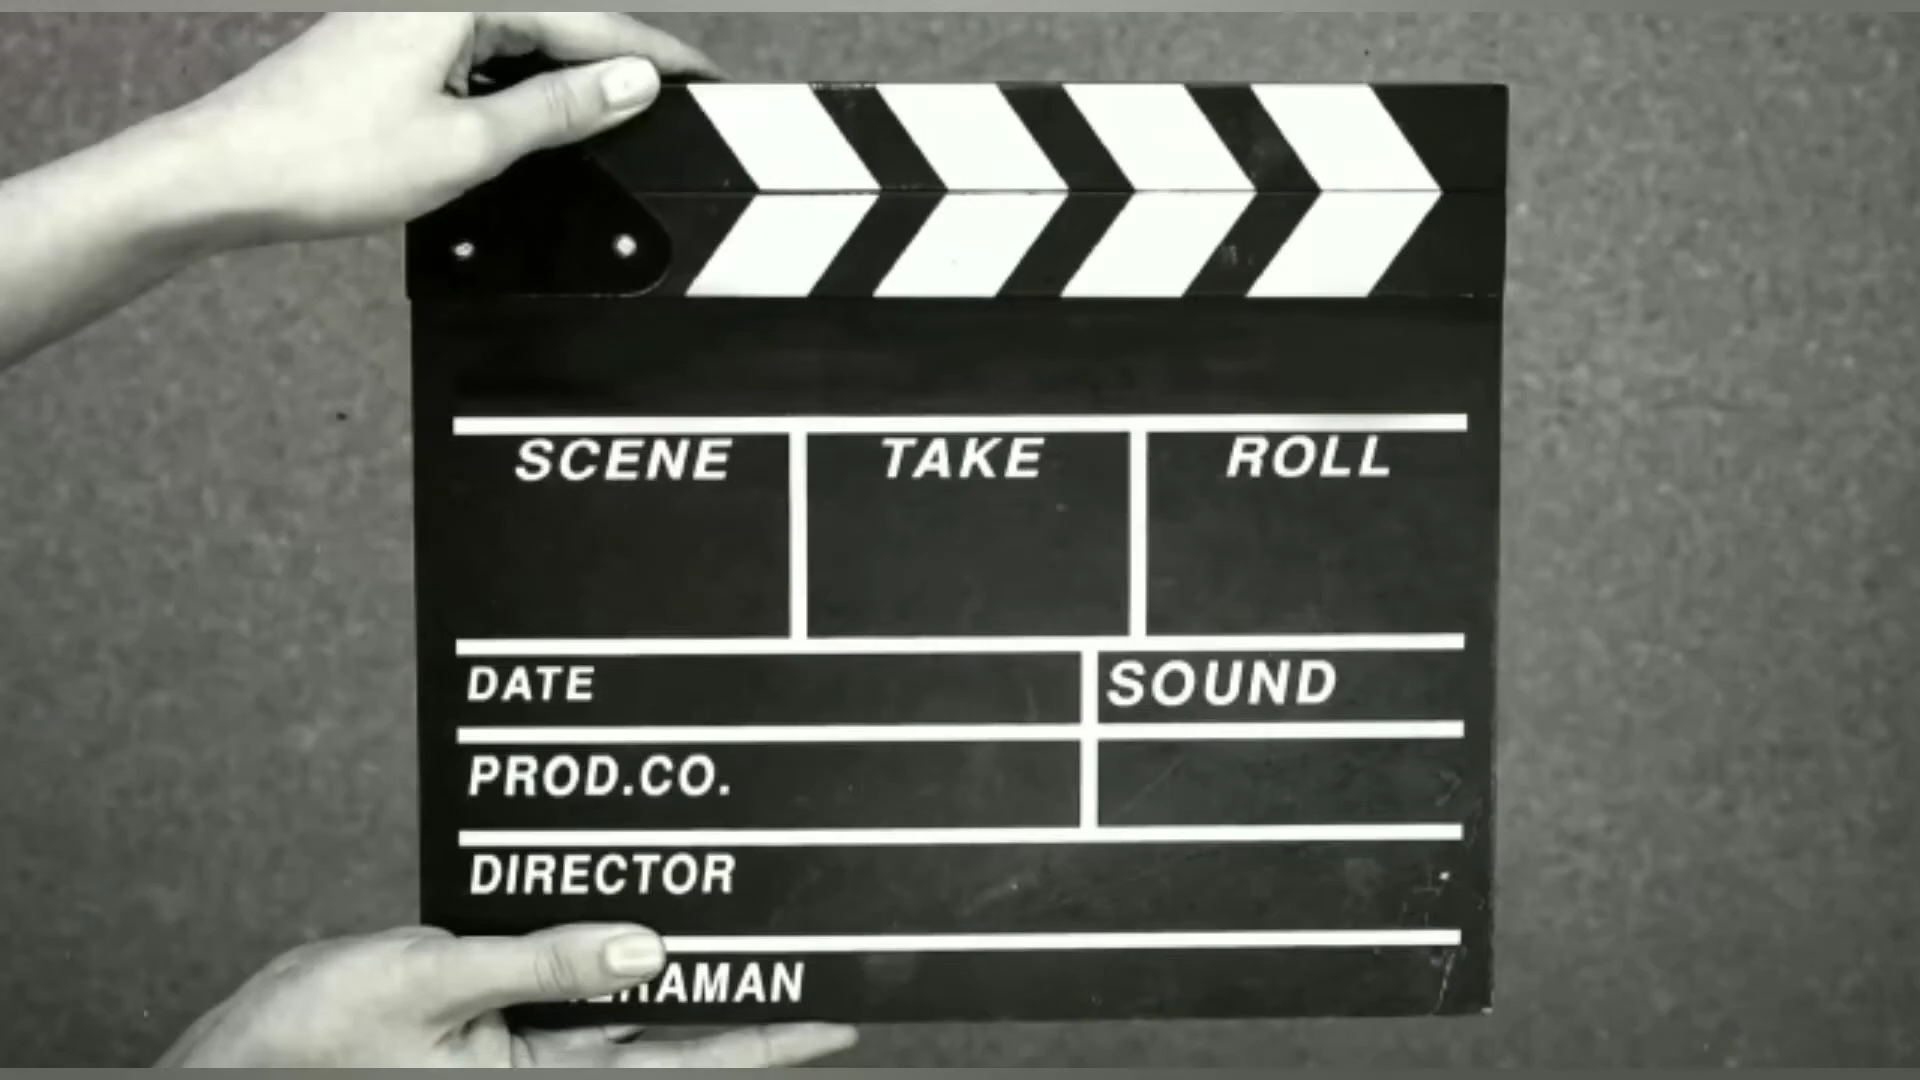 SCENE TAKE ROLL
DATE SOUND
PROD.CO.
DIRECTOR